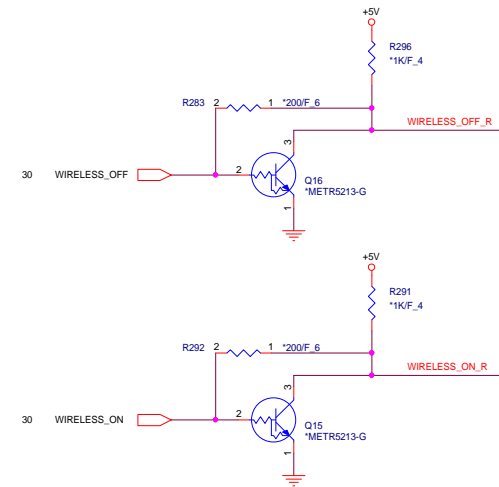 +5V
R296
*1K/F_4
R283 2 1 *200/F_6
WIRELESS_OFF_R
3
30 WIRELESS_OFF 2
Q16
*METR5213-G
1
+5V
R291
*1K/F_4
R292 2 1 *200/F_6
WIRELESS_ON_R
3
30 WIRELESS_ON 2
Q15
*METR5213-G
1